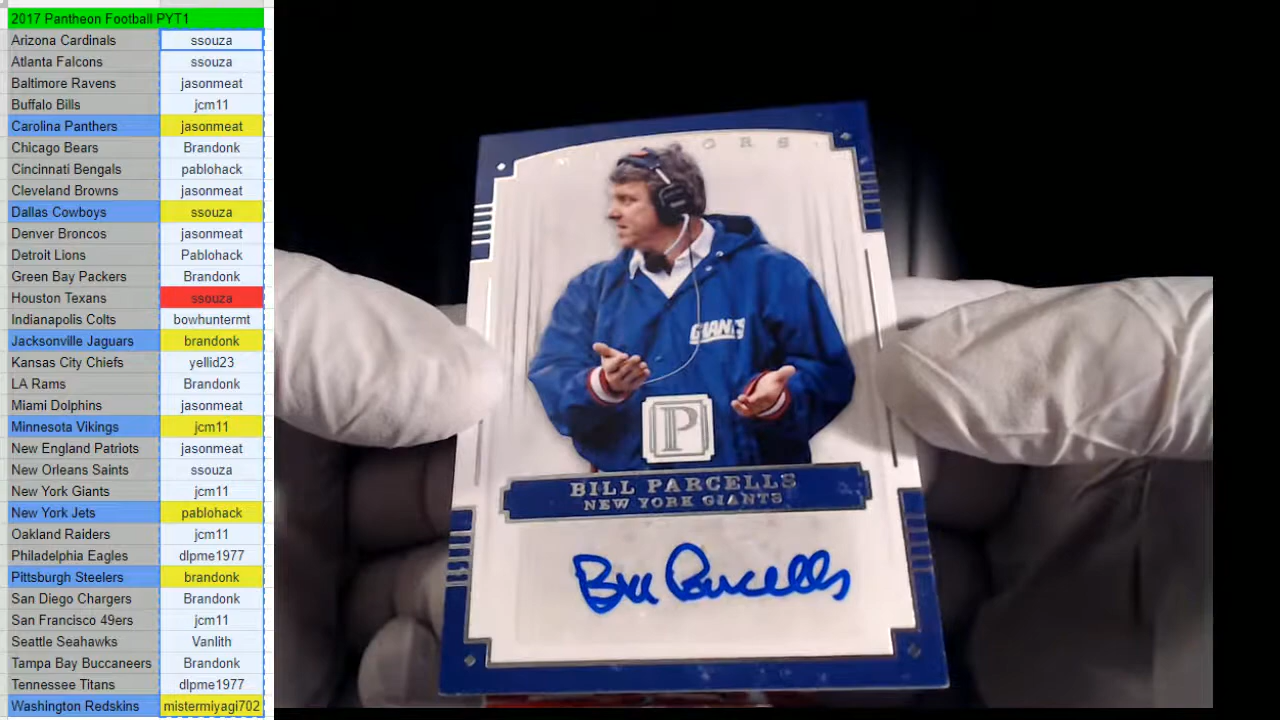 2017 Pantheon Football PYT1
Arizona Cardinals ssouza
Atlanta Falcons ssouza
Baltimore Ravens jasonmeat
Buffalo Bills jcm11
Carolina Panthers jasonmeat
Chicago Bears Brandonk
Cincinnati Bengals pablohack
Cleveland Browns jasonmeat
Dallas Cowboys ssouza
Denver Broncos jasonmeat
Detroit Lions Pablohack
Green Bay Packers Brandonk
Houston Texans ssouza
Indianapolis Colts bowhuntermt
Jacksonville Jaguars brandonk
Kansas City Chiefs yellid23
LA Rams Brandonk
Miami Dolphins jasonmeat
Minnesota Vikings jcm11
New England Patriots jasonmeat
New Orleans Saints ssouza
New York Giants jcm11
New York Jets pablohack
Oakland Raiders jcm11
Philadelphia Eagles dlpme1977
Pittsburgh Steelers brandonk
San Diego Chargers Brandonk
San Francisco 49ers jcm11
Seattle Seahawks Vanlith
Tampa Bay Buccaneers Brandonk
Tennessee Titans dlpme1977
Washington Redskins mistermiyagi702
GIANTS
P
BILL PARCELLS
NEW YORK GIANTS
Bill Parcells